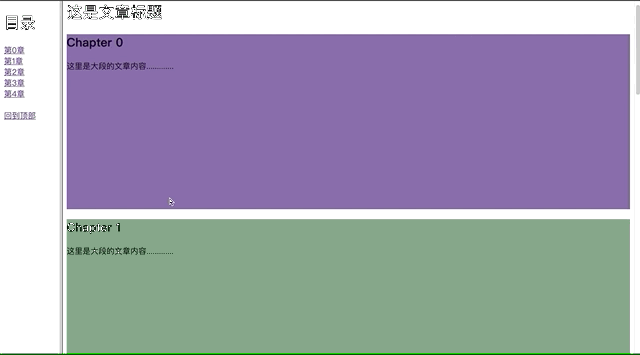 目录
第0章
第1章
第2章
第3章
第4章
回到顶部
这是文章标题
Chapter 0
这里是大段的文章内容.............
Chapter 1
这里是大段的文章内容.............